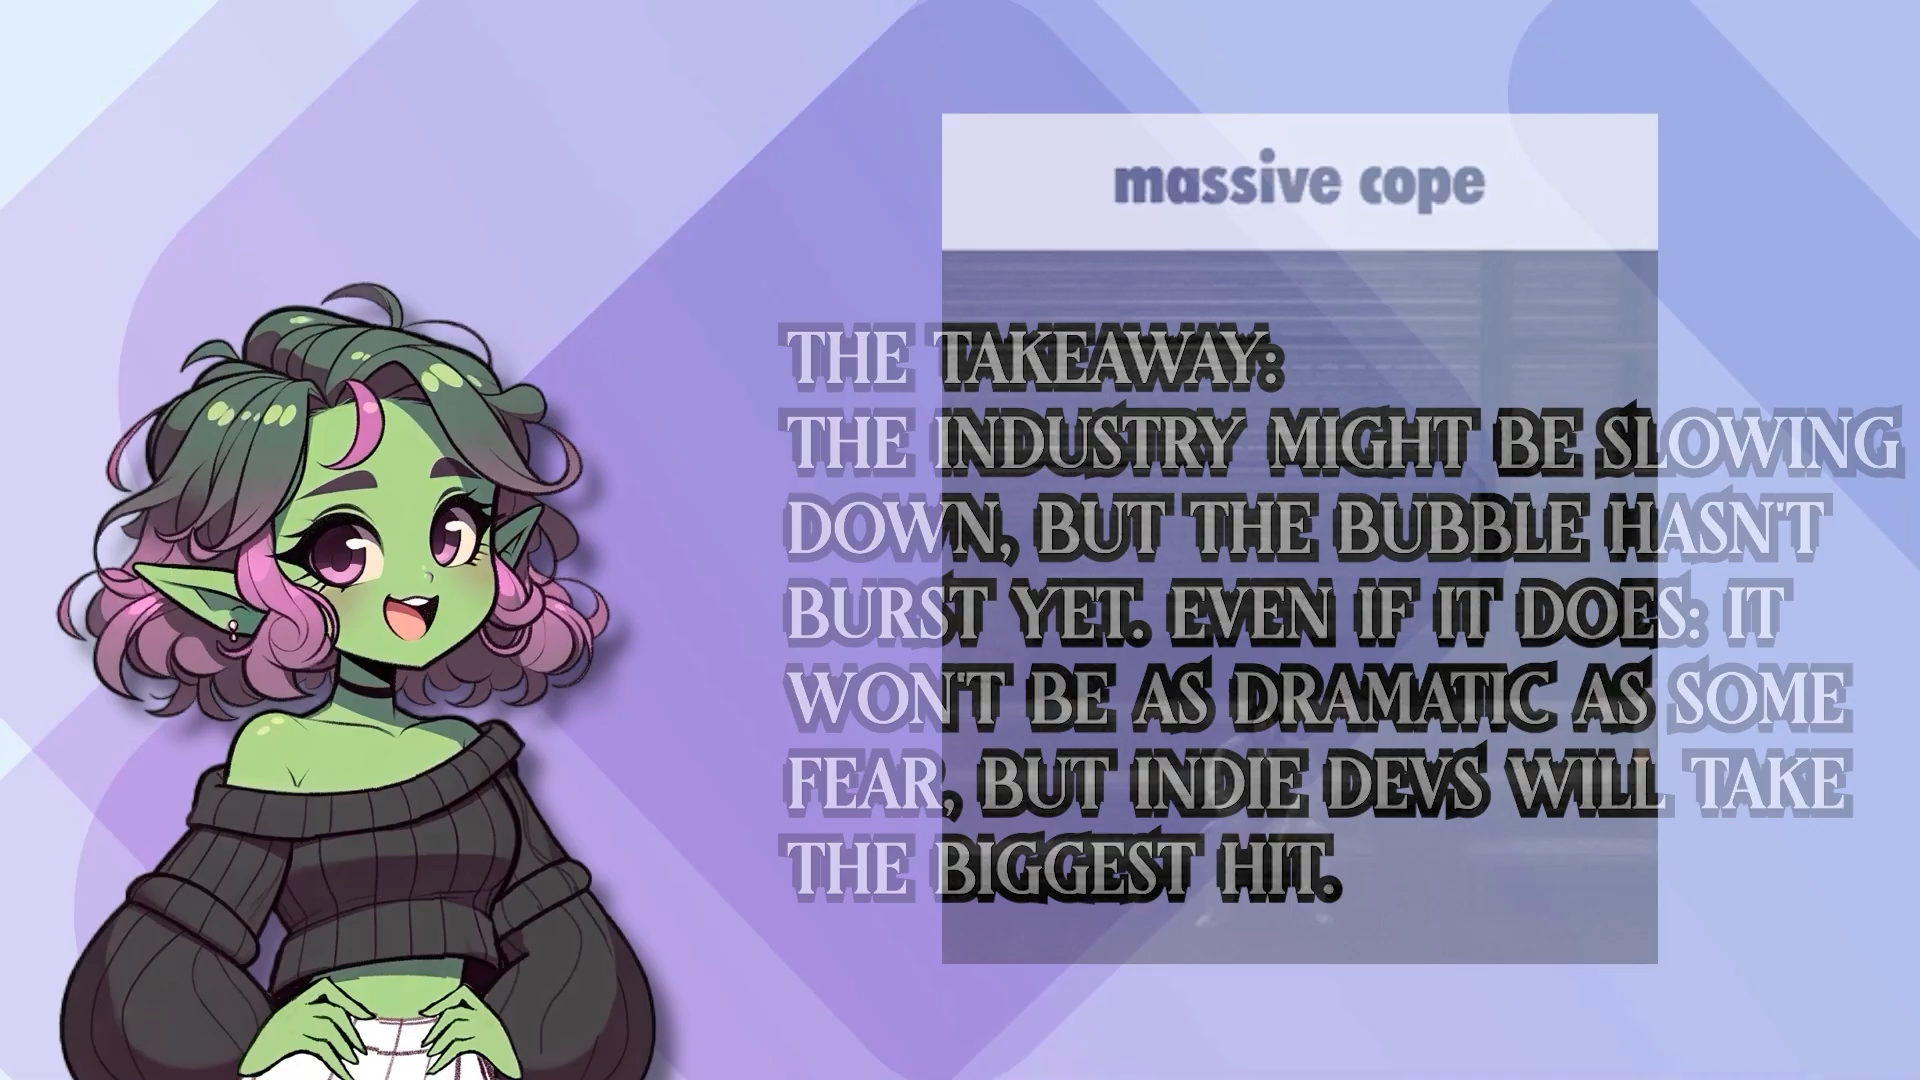 massive cope
THE TAKEAWAY:
THE INDUSTRY MIGHT BE SLOWING
DOWN, BUT THE BUBBLE HASN'T
BURST YET. EVEN IF IT DOES: IT
WON'T BE AS DRAMATIC AS SOME
FEAR, BUT INDIE DEVS WILL TAKE
THE BIGGEST HIT.